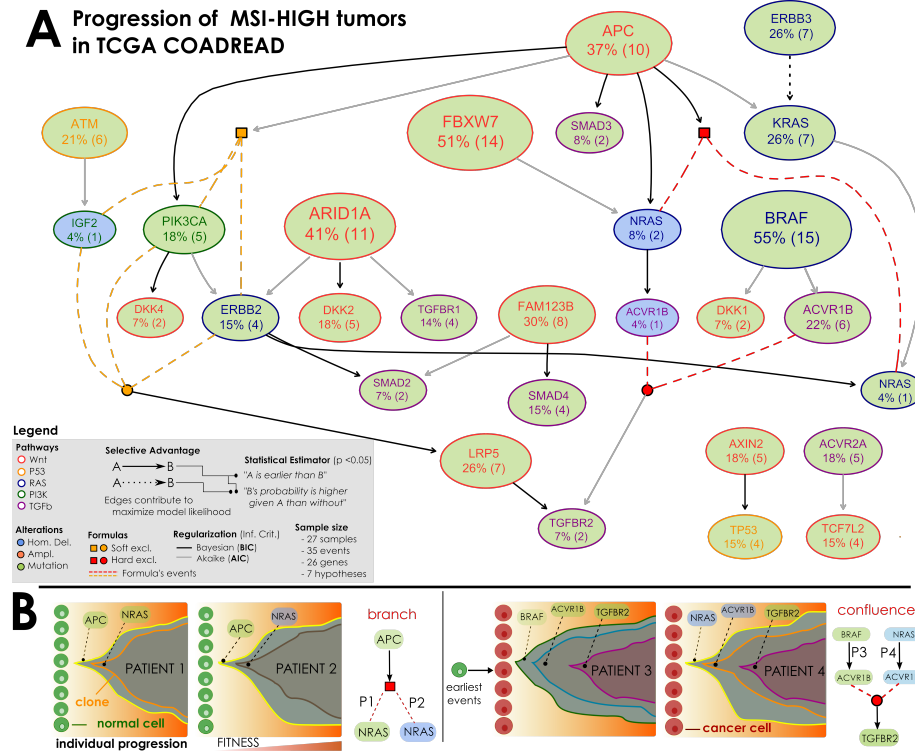 A Progression of MSI-HIGH tumors
in TCGA COADREAD
APC
37% (10)
ERBB3
26% (7)
ATM
21% (6)
FBXW7
51% (14)
SMAD3
8% (2)
KRAS
26% (7)
IGF2
4% (1)
PIK3CA
18% (5)
ARID1A
41% (11)
NRAS
8% (2)
BRAF
55% (15)
DKK4
7% (2)
ERBB2
15% (4)
DKK2
18% (5)
TGFBR1
14% (4)
FAM123B
30% (8)
ACVR1B
4% (1)
DKK1
7% (2)
ACVR1B
22% (6)
SMAD2
7% (2)
SMAD4
15% (4)
NRAS
4% (1)
LRP5
26% (7)
AXIN2
18% (5)
ACVR2A
18% (5)
TGFBR2
7% (2)
TP53
15% (4)
TCF7L2
15% (4)
Legend
Pathways
Wnt
P53
RAS
PI3K
TGFb
Selective Advantage
A B
A B
Edges contribute to
maximize model likelihood
Statistical Estimator (p <0.05)
"A is earlier than B"
"B's probability is higher
given A than without"
Alterations
Hom. Del.
Ampl.
Mutation
Formulas
Soft excl.
Hard excl.
Formula's events
Regularization (Inf. Crit.)
Bayesian (BIC)
Akaike (AIC)
Sample size
- 27 samples
- 35 events
- 26 genes
- 7 hypotheses
B
APC
NRAS
PATIENT 1
clone
normal cell
individual progression
APC
NRAS
PATIENT 2
FITNESS
branch
APC
P1
P2
NRAS
NRAS
earliest
events
BRAF
ACVR1B
TGFBR2
PATIENT 3
NRAS
ACVR1B
TGFBR2
PATIENT 4
cancer cell
confluence
BRAF
NRAS
P3
P4
ACVR1B
ACVR1
TGFBR2